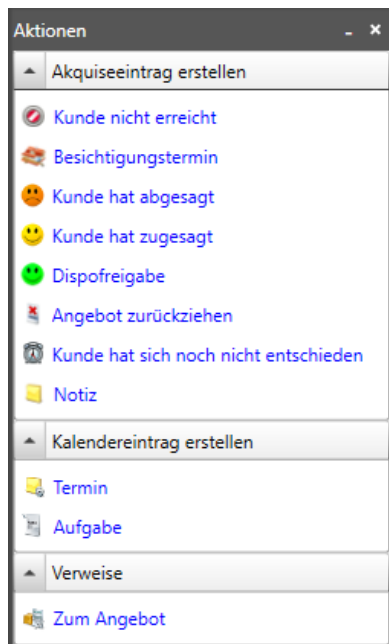 Aktionen
Akquiseeintrag erstellen
Kunde nicht erreicht
Besichtigungstermin
Kunde hat abgesagt
Kunde hat zugesagt
Dispofreigabe
Angebot zurückziehen
Kunde hat sich noch nicht entschieden
Notiz
Kalendereintrag erstellen
Termin
Aufgabe
Verweise
Zum Angebot